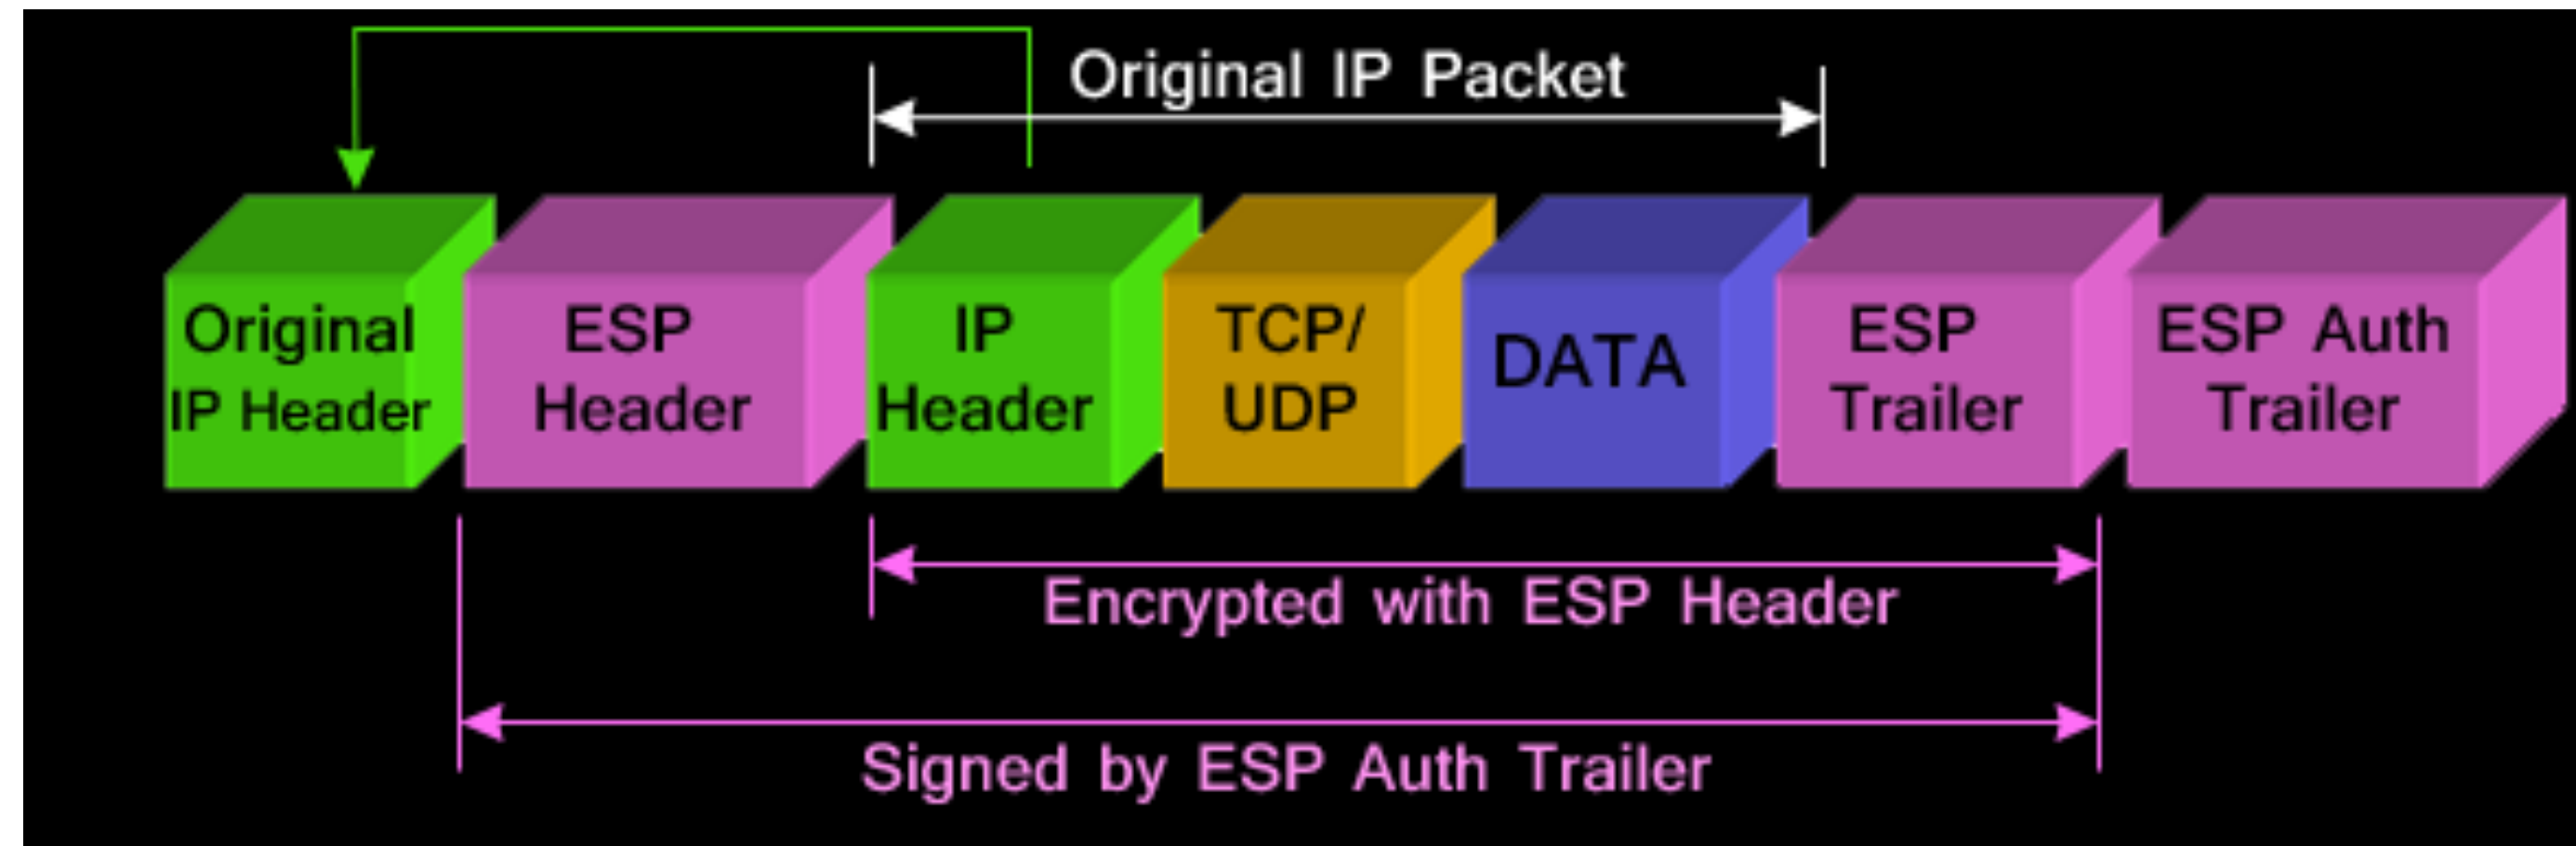 Original IP Packet
Original
IP Header
ESP
Header
IP
Header
TCP/
UDP
DATA
ESP
Trailer
ESP Auth
Trailer
Encrypted with ESP Header
Signed by ESP Auth Trailer